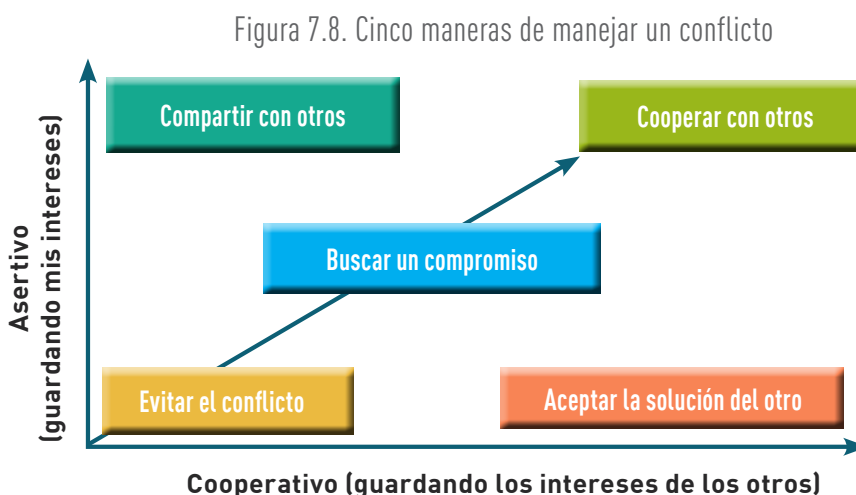 Figura 7.8. Cinco maneras de manejar un conflicto
Asertivo
(guardando mis intereses)
Compartir con otros
Cooperar con otros
Buscar un compromiso
Evitar el conflicto
Aceptar la solución del otro
Cooperativo (guardando los intereses de los otros)